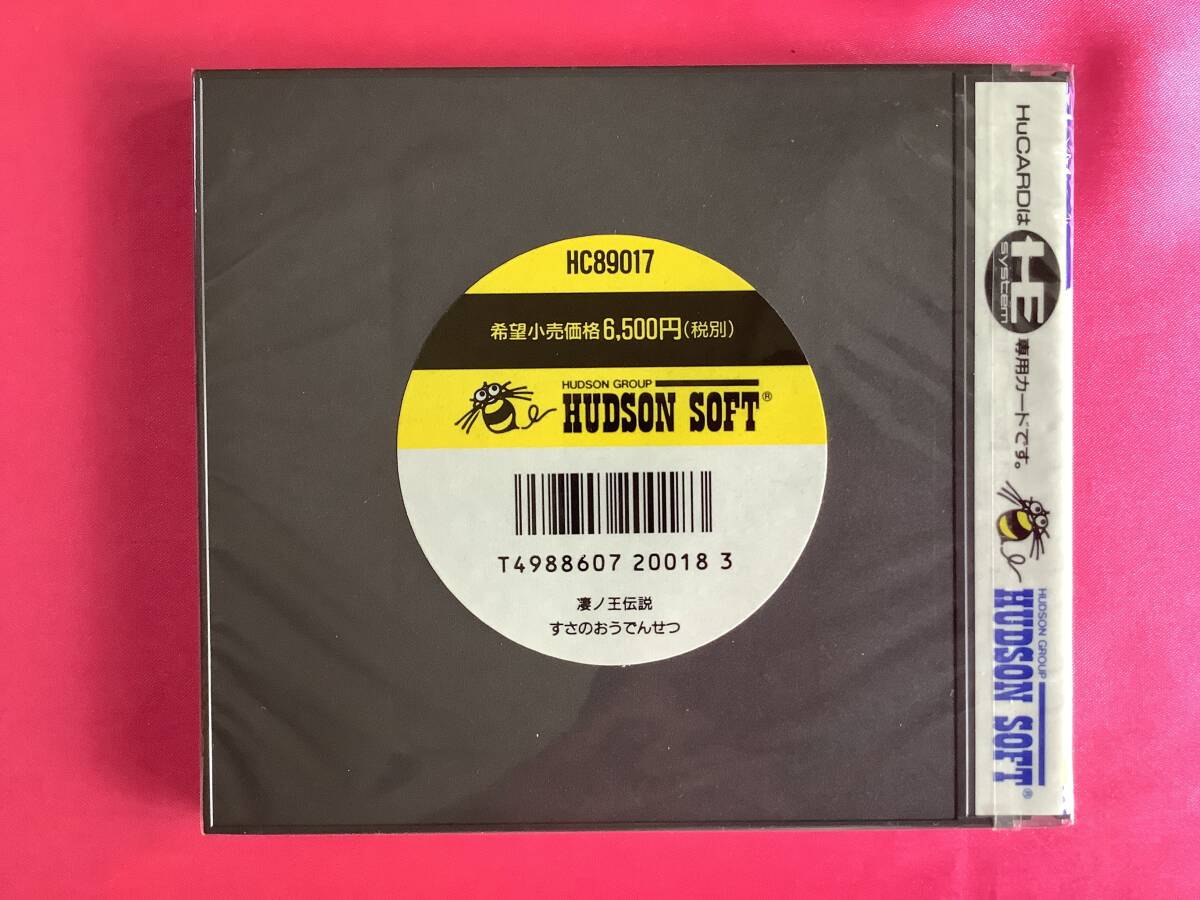 HC89017
希望小売価格6,500円(税別)
HUDSON GROUP
HUDSON SOFT®
T4988607 20018 3
凄ノ王伝説
すさのおうでんせつ
HuCARDは HE system 専用カードです。
HUDSON GROUP
HUDSON SOFT®